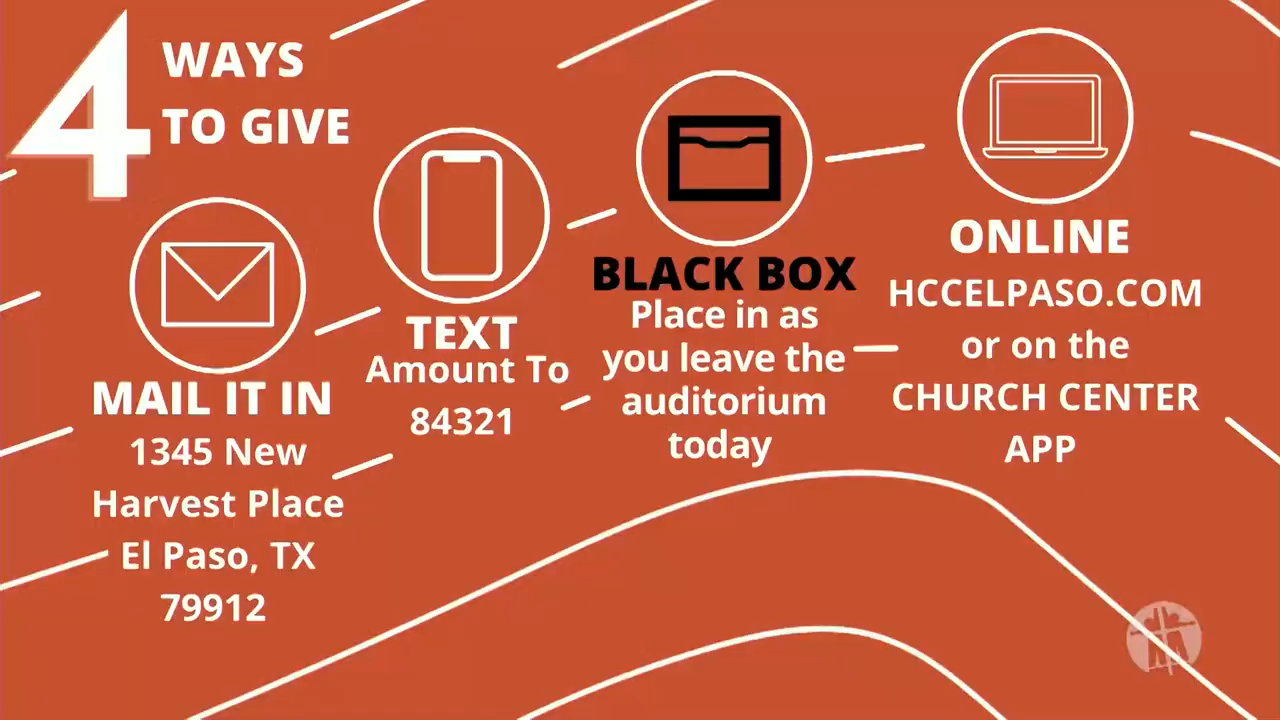 4 WAYS
TO GIVE
MAIL IT IN
1345 New
Harvest Place
El Paso, TX
79912
TEXT
Amount To
84321
BLACK BOX
Place in as
you leave the
auditorium
today
ONLINE
HCCELPASO.COM
or on the
CHURCH CENTER
APP